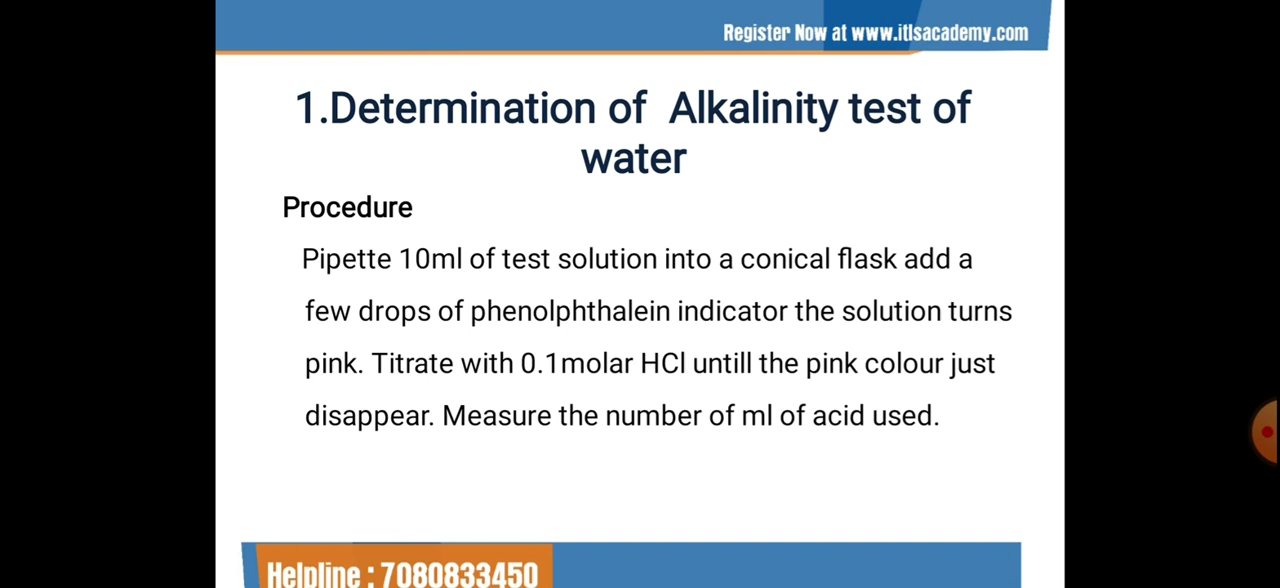 Register Now at www.itlsacademy.com
1.Determination of Alkalinity test of
water
Procedure
Pipette 10ml of test solution into a conical flask add a
few drops of phenolphthalein indicator the solution turns
pink. Titrate with 0.1molar HCl untill the pink colour just
disappear. Measure the number of ml of acid used.
Helpline : 7080833450